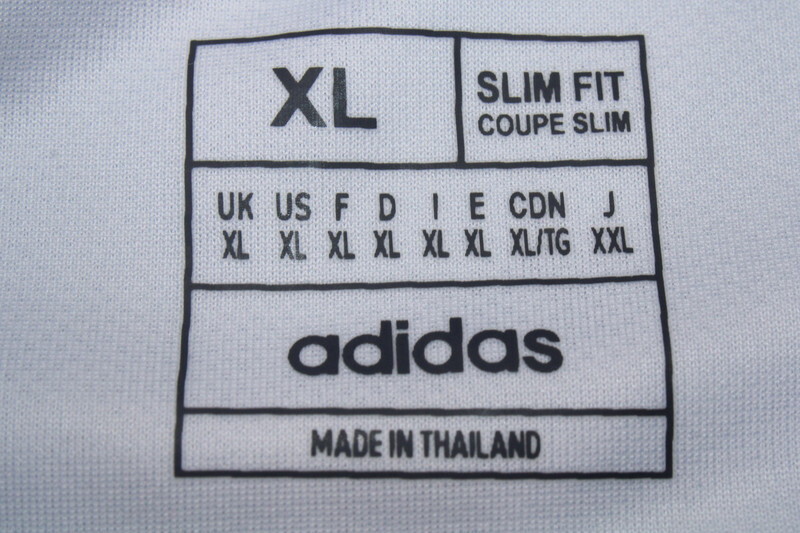 XL
SLIM FIT
COUPE SLIM
UK US F D I E CDN J
XL XL XL XL XL XL XL/TG XXL
adidas
MADE IN THAILAND